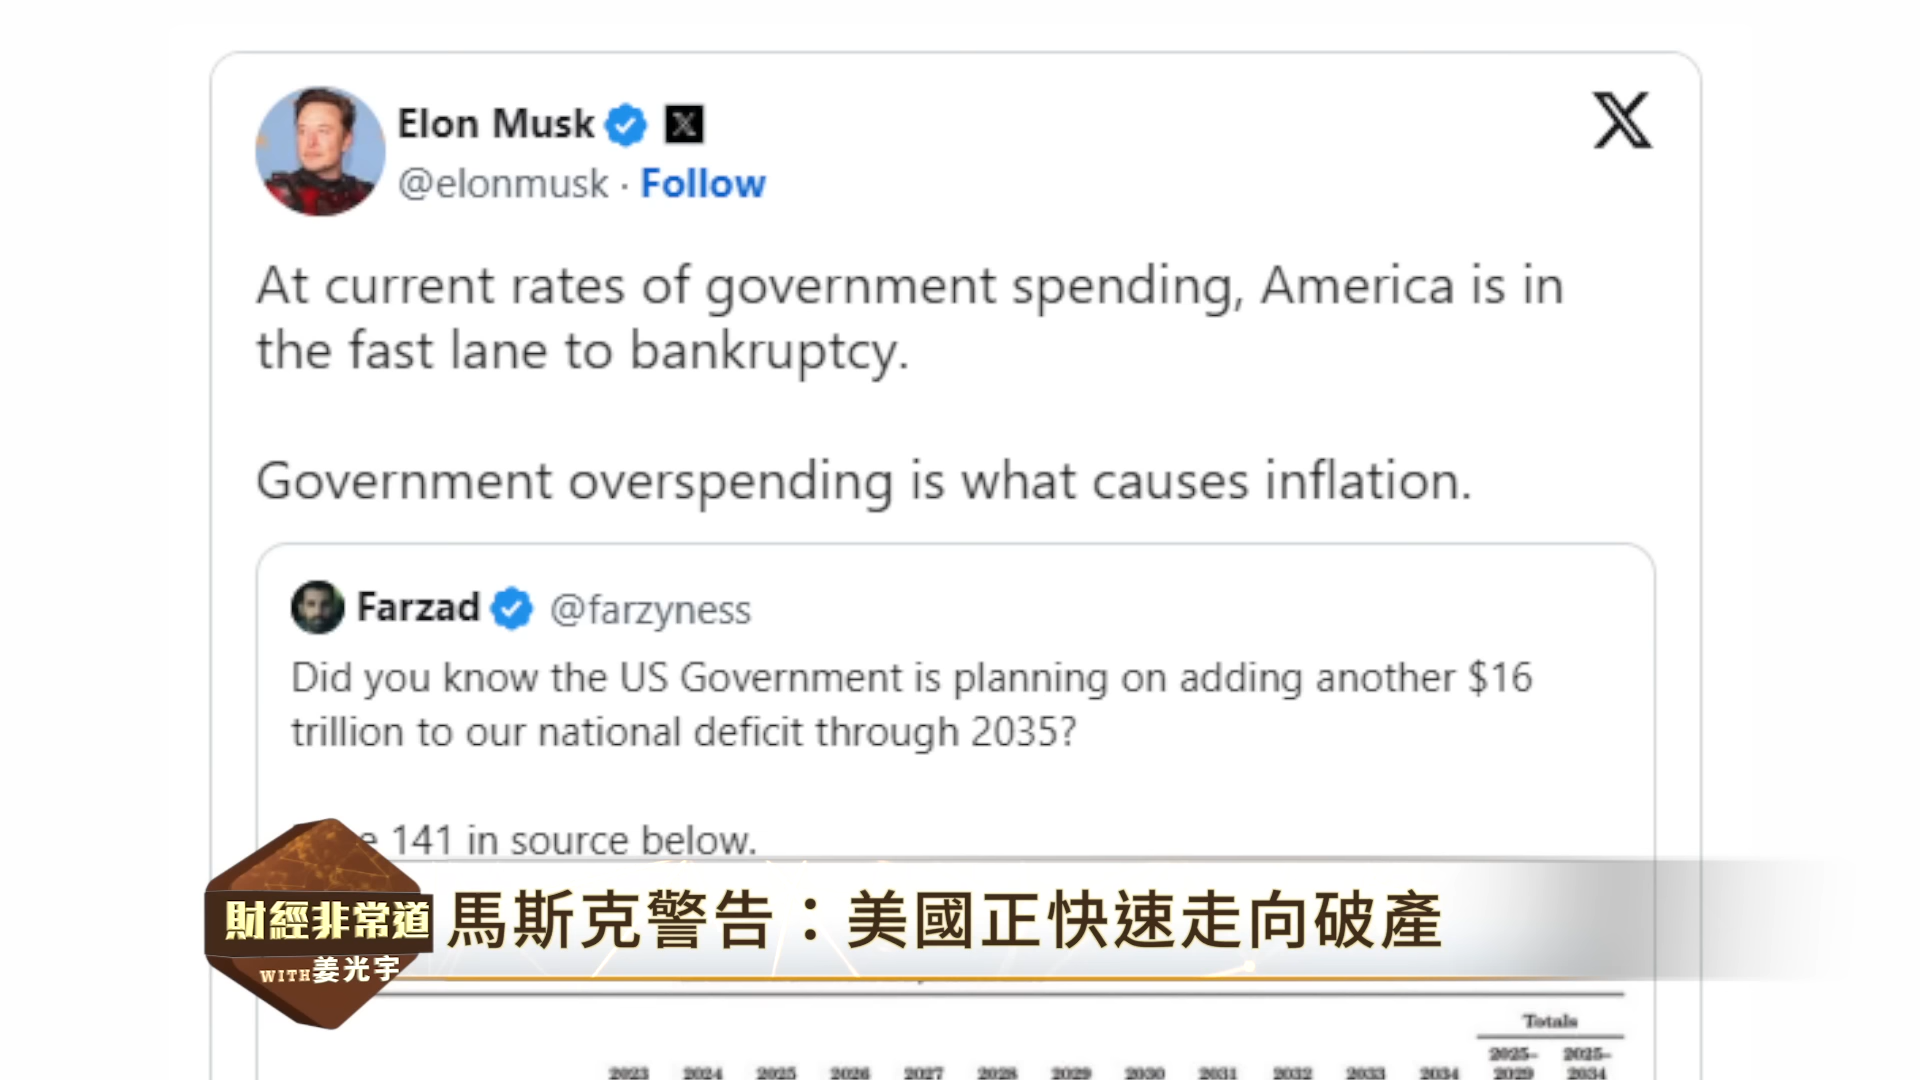 Elon Musk
@elonmusk · Follow
At current rates of government spending, America is in
the fast lane to bankruptcy.
Government overspending is what causes inflation.
Farzad @farzyness
Did you know the US Government is planning on adding another $16
trillion to our national deficit through 2035?
141 in source below.
財經非常道
WITH姜光宇
馬斯克警告：美國正快速走向破產
Totals
2025– 2025–
2023 2024 2025 2026 2027 2028 2029 2030 2031 2032 2033 2034 2029 2034